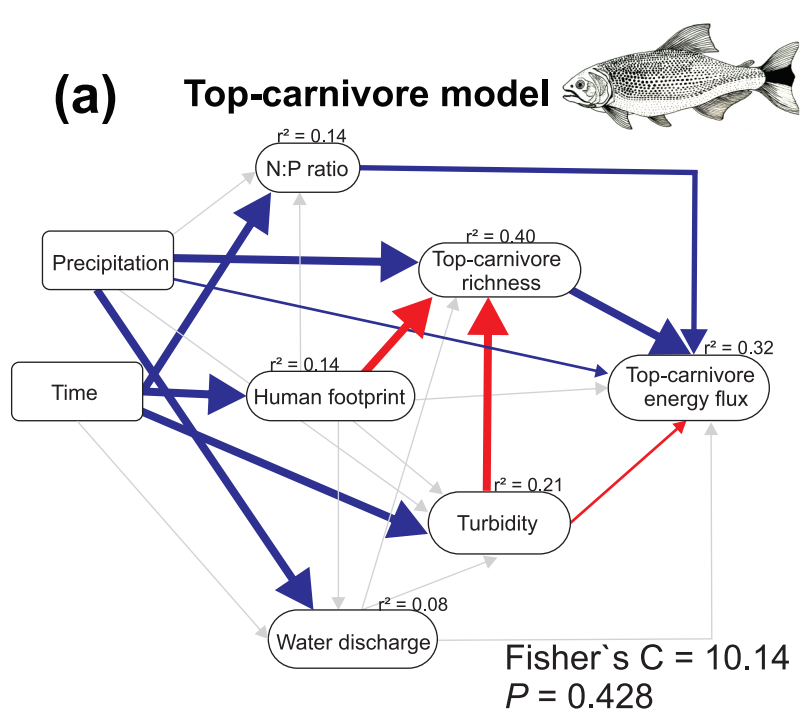 (a) Top-carnivore model
r² = 0.14
N:P ratio
Precipitation
r² = 0.40
Top-carnivore
richness
r² = 0.32
Top-carnivore
energy flux
Time
r² = 0.14
Human footprint
r² = 0.21
Turbidity
r² = 0.08
Water discharge
Fisher`s C = 10.14
P = 0.428